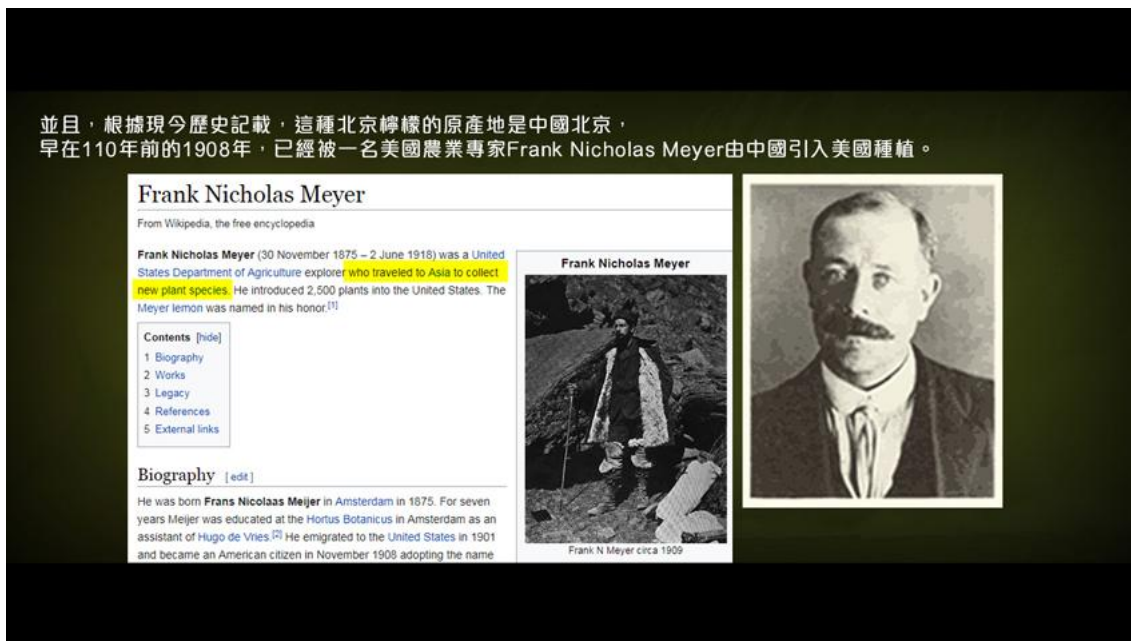 並且，根據現今歷史記載，這種北京檸檬的原產地是中國北京，
早在110年前的1908年，已經被一名美國農業專家Frank Nicholas Meyer由中國引入美國種植。
Frank Nicholas Meyer
From Wikipedia, the free encyclopedia
Frank Nicholas Meyer (30 November 1875 – 2 June 1918) was a United
States Department of Agriculture explorer who traveled to Asia to collect
new plant species. He introduced 2,500 plants into the United States. The
Meyer lemon was named in his honor.[1]
Contents [hide]
1 Biography
2 Works
3 Legacy
4 References
5 External links
Biography [edit]
He was born Frans Nicolaas Meijer in Amsterdam in 1875. For seven
years Meijer was educated at the Hortus Botanicus in Amsterdam as an
assistant of Hugo de Vries.[2] He emigrated to the United States in 1901
and became an American citizen in November 1908 adopting the name
Frank Nicholas Meyer
Frank N Meyer circa 1909